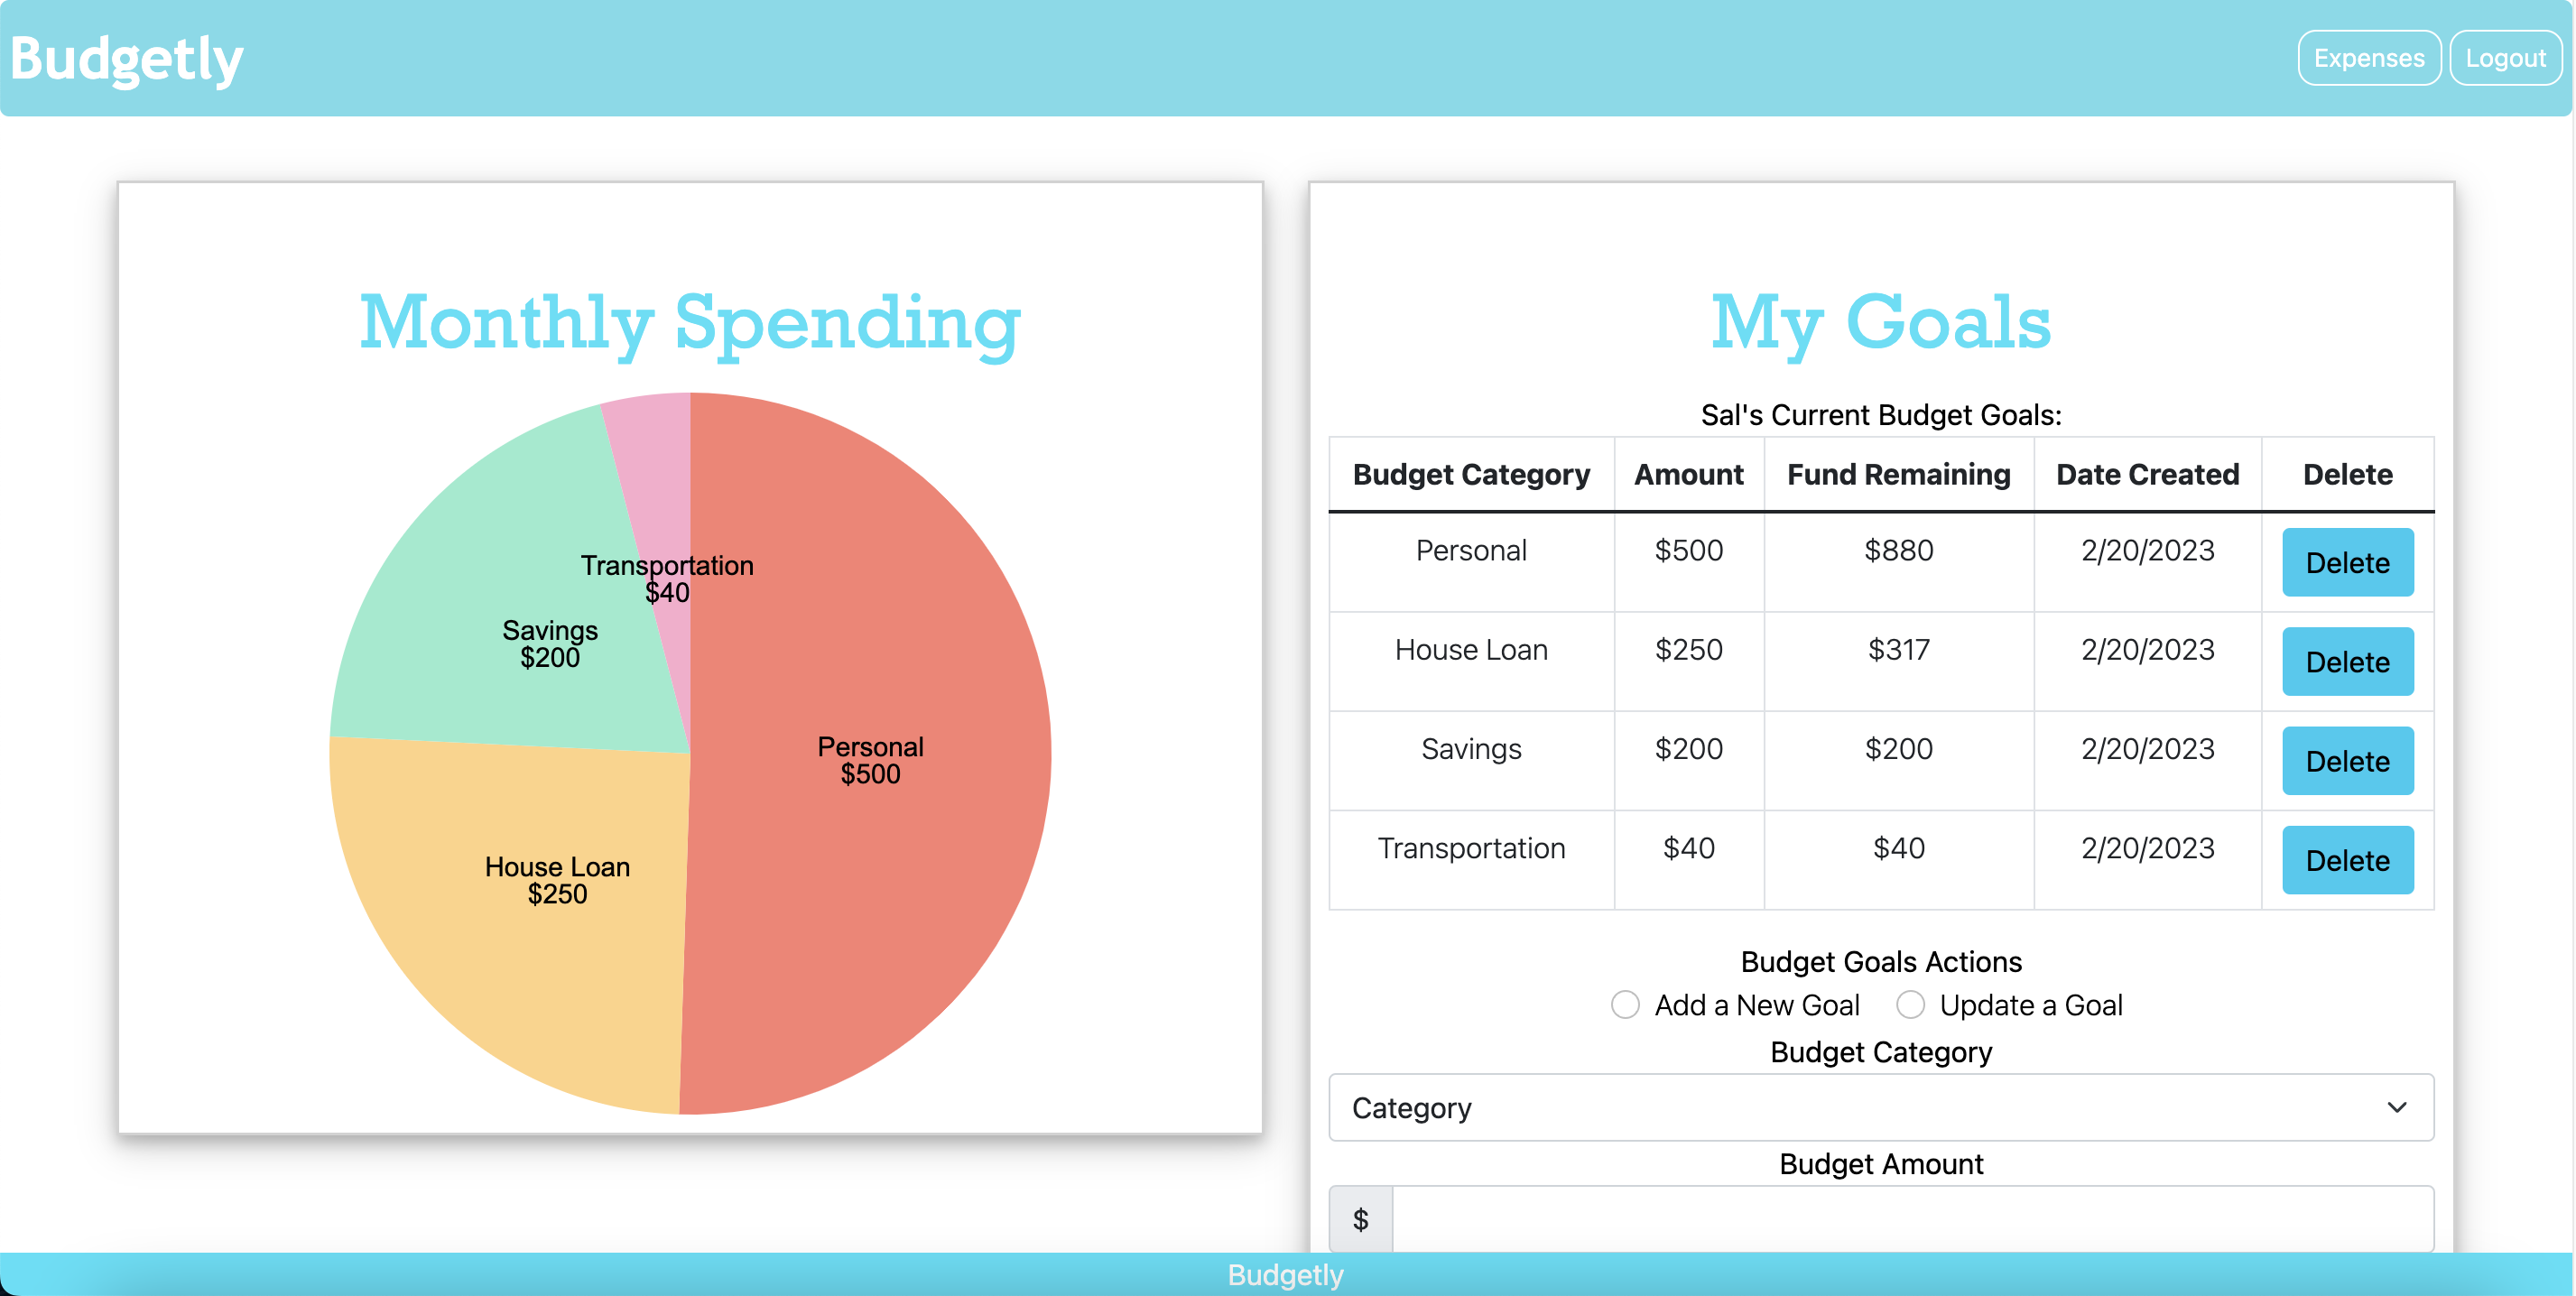 Budgetly
Expenses Logout
Monthly Spending
Transportation
$40
Savings
$200
Personal
$500
House Loan
$250
My Goals
Sal's Current Budget Goals:
Budget Category Amount Fund Remaining Date Created Delete
Personal $500 $880 2/20/2023 Delete
House Loan $250 $317 2/20/2023 Delete
Savings $200 $200 2/20/2023 Delete
Transportation $40 $40 2/20/2023 Delete
Budget Goals Actions
Add a New Goal Update a Goal
Budget Category
Category
Budget Amount
$
Budgetly